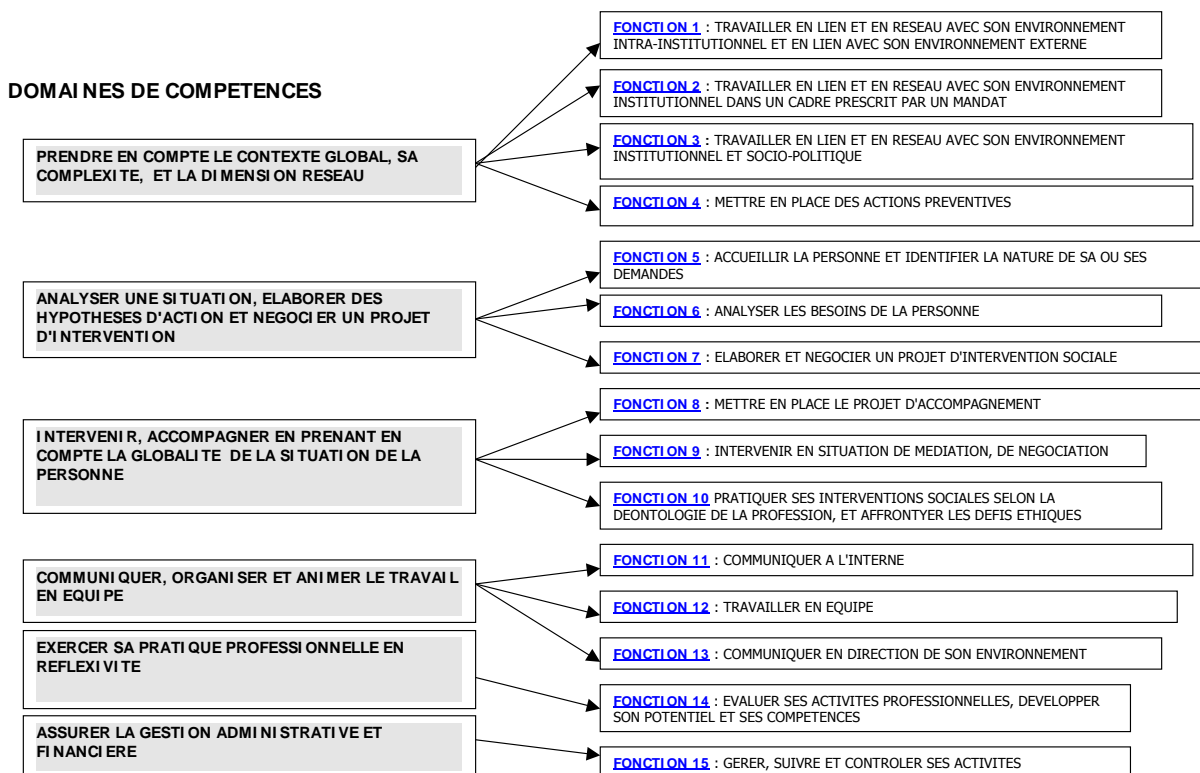 DOMAINES DE COMPETENCES
PRENDRE EN COMPTE LE CONTEXTE GLOBAL, SA
COMPLEXITE, ET LA DIMENSION RESEAU
FONCTION 1 : TRAVAILLER EN LIEN ET EN RESEAU AVEC SON ENVIRONNEMENT
INTRA-INSTITUTIONNEL ET EN LIEN AVEC SON ENVIRONNEMENT EXTERNE
FONCTION 2 : TRAVAILLER EN LIEN ET EN RESEAU AVEC SON ENVIRONNEMENT
INSTITUTIONNEL DANS UN CADRE PRESCRIT PAR UN MANDAT
FONCTION 3 : TRAVAILLER EN LIEN ET EN RESEAU AVEC SON ENVIRONNEMENT
INSTITUTIONNEL ET SOCIO-POLITIQUE
FONCTION 4 : METTRE EN PLACE DES ACTIONS PREVENTIVES
ANALYSER UNE SITUATION, ELABORER DES
HYPOTHESES D'ACTION ET NEGOCIER UN PROJET
D'INTERVENTION
FONCTION 5 : ACCUEILLIR LA PERSONNE ET IDENTIFIER LA NATURE DE SA OU SES
DEMANDES
FONCTION 6 : ANALYSER LES BESOINS DE LA PERSONNE
FONCTION 7 : ELABORER ET NEGOCIER UN PROJET D'INTERVENTION SOCIALE
INTERVENIR, ACCOMPAGNER EN PRENANT EN
COMPTE LA GLOBALITE DE LA SITUATION DE LA
PERSONNE
FONCTION 8 : METTRE EN PLACE LE PROJET D'ACCOMPAGNEMENT
FONCTION 9 : INTERVENIR EN SITUATION DE MEDIATION, DE NEGOCIATION
FONCTION 10 PRATIQUER SES INTERVENTIONS SOCIALES SELON LA
DEONTOLOGIE DE LA PROFESSION, ET AFFRONTYER LES DEFIS ETHIQUES
COMMUNIQUER, ORGANISER ET ANIMER LE TRAVAIL
EN EQUIPE
FONCTION 11 : COMMUNIQUER A L'INTERNE
FONCTION 12 : TRAVAILLER EN EQUIPE
FONCTION 13 : COMMUNIQUER EN DIRECTION DE SON ENVIRONNEMENT
EXERCER SA PRATIQUE PROFESSIONNELLE EN
REFLEXIVITE
FONCTION 14 : EVALUER SES ACTIVITES PROFESSIONNELLES, DEVELOPPER
SON POTENTIEL ET SES COMPETENCES
ASSURER LA GESTION ADMINISTRATIVE ET
FINANCIERE
FONCTION 15 : GERER, SUIVRE ET CONTROLER SES ACTIVITES